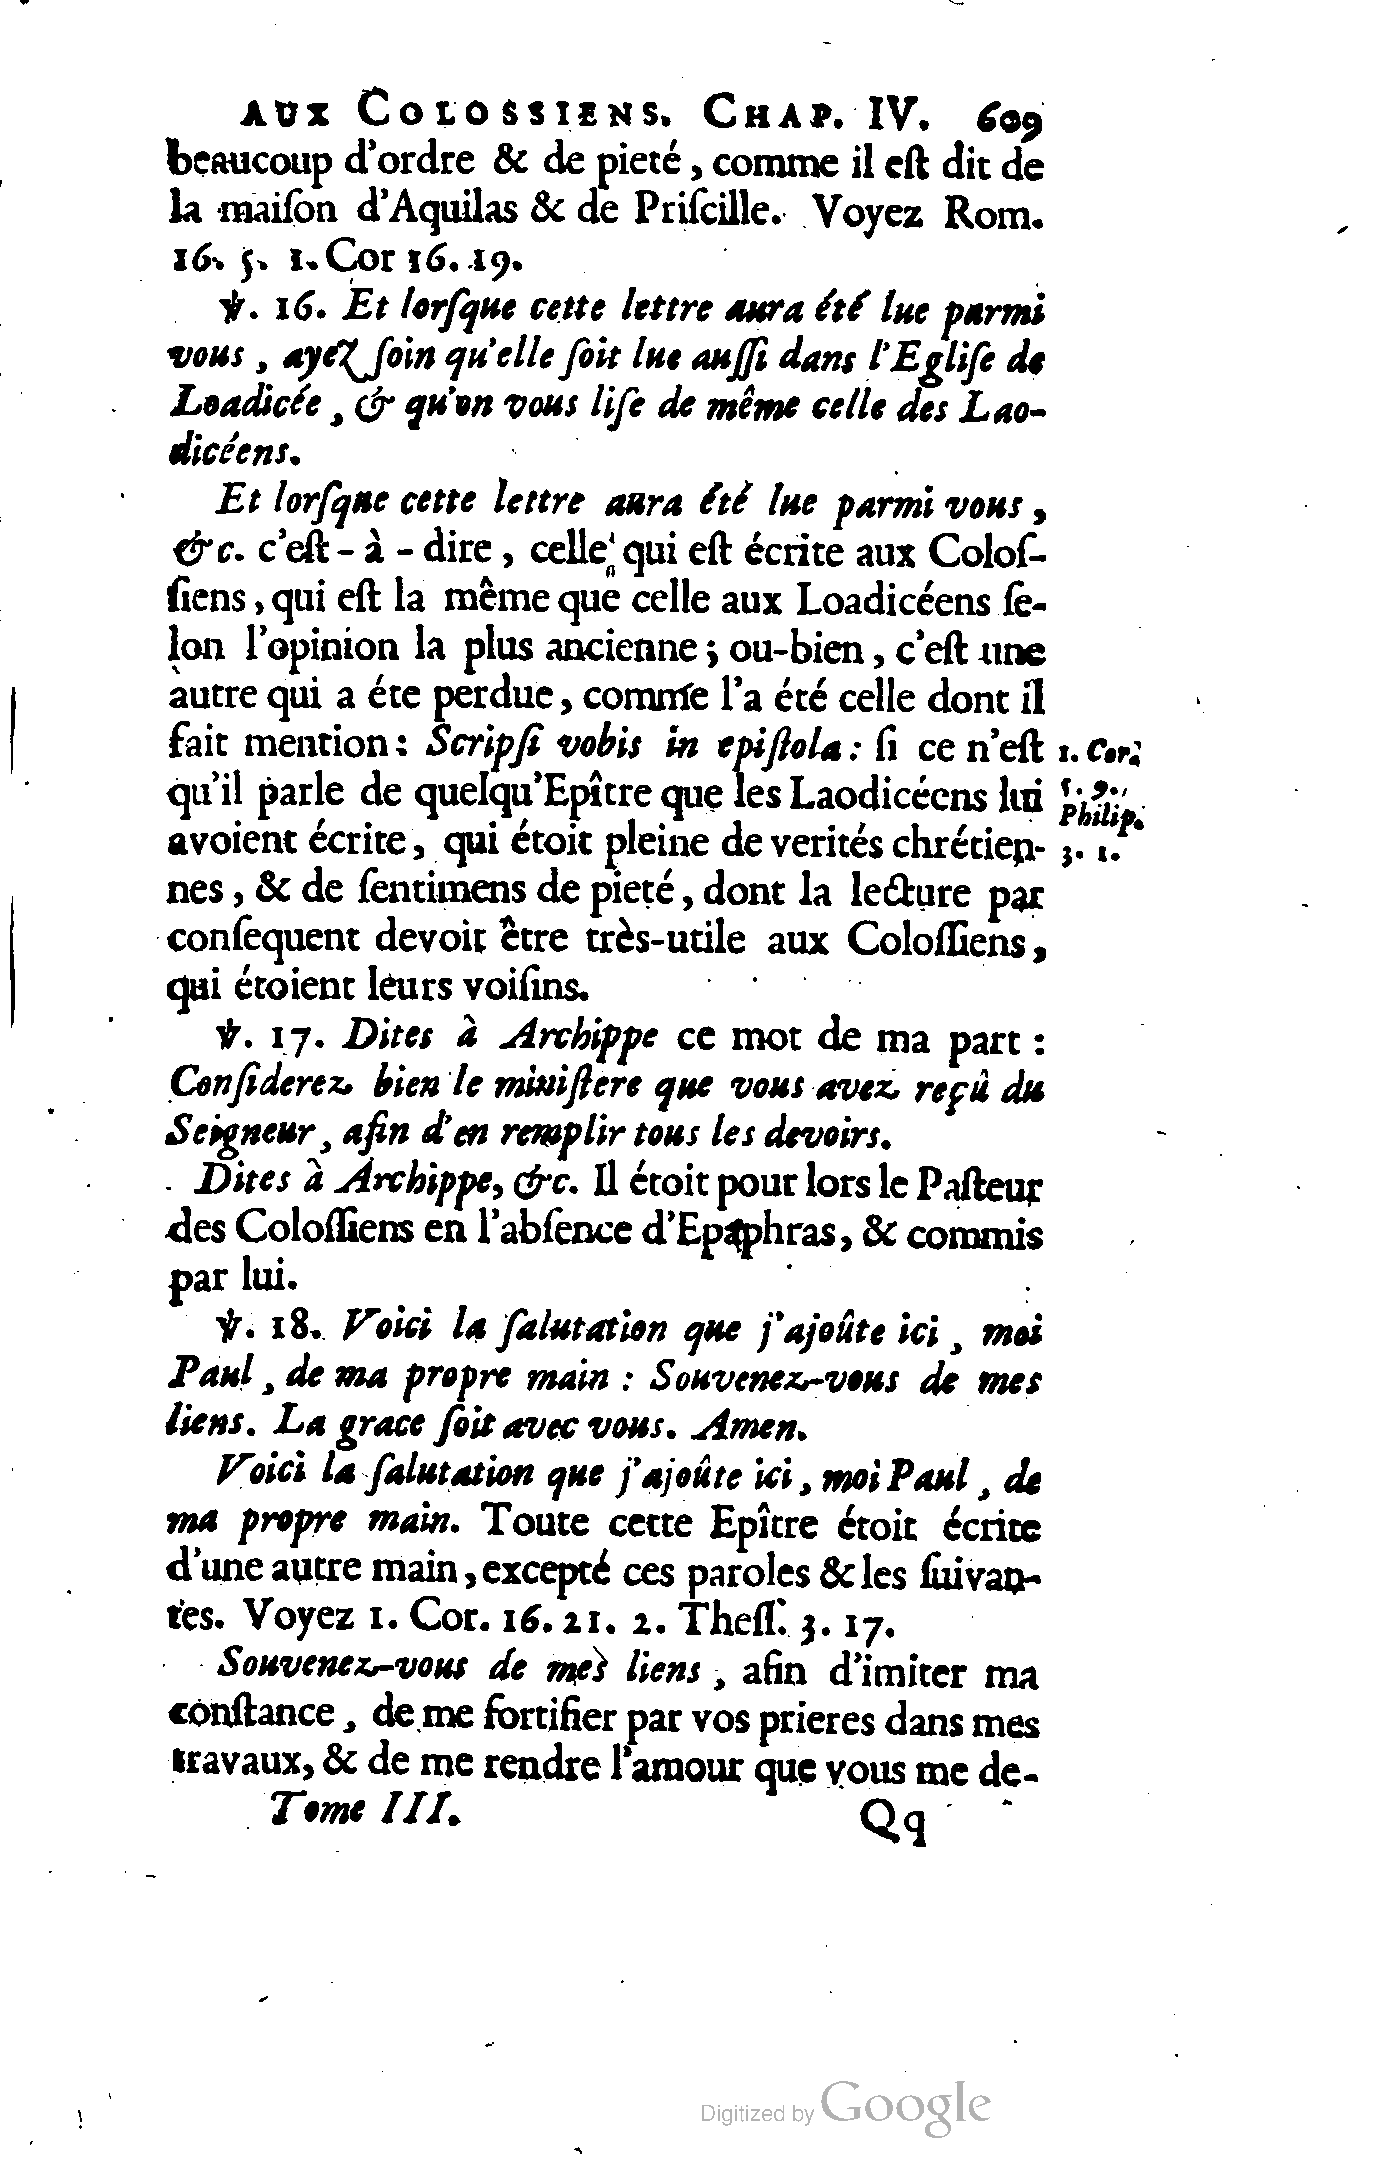 AUX COLOSSIENS. CHAP. IV. 609
beaucoup d'ordre & de pieté, comme il eſt dit de
la maiſon d'Aquilas & de Priſcille. Voyez Rom.
16. 5. 1. Cor 16. 19.
℣. 16. Et lorſque cette lettre aura été lue parmi
vous, ayez ſoin qu'elle ſoit lue auſſi dans l'Egliſe de
Loadicée, & qu'on vous liſe de même celle des Lao-
dicéens.
Et lorſque cette lettre aura été lue parmi vous,
&c. c'eſt-à-dire, celle qui eſt écrite aux Coloſ-
ſiens, qui eſt la même que celle aux Loadicéens ſe-
lon l'opinion la plus ancienne; ou-bien, c'eſt une
autre qui a éte perdue, comme l'a été celle dont il
fait mention: Scripſi vobis in epiſtola: ſi ce n'eſt 1. Cor.
qu'il parle de quelqu'Epître que les Laodicéens lui 5. 9.
Philip.
avoient écrite, qui étoit pleine de verités chrétien- 3. 1.
nes, & de ſentimens de pieté, dont la lecture par
conſequent devoit être très-utile aux Coloſſiens,
qui étoient leurs voiſins.
℣. 17. Dites à Archippe ce mot de ma part :
Conſiderez bien le miniſtere que vous avez reçû du
Seigneur, afin d'en remplir tous les devoirs.
Dites à Archippe, &c. Il étoit pour lors le Paſteur
des Coloſſiens en l'abſence d'Epaphras, & commis
par lui.
℣. 18. Voici la ſalutation que j'ajoûte ici, moi
Paul, de ma propre main : Souvenez-vous de mes
liens. La grace ſoit avec vous. Amen.
Voici la ſalutation que j'ajoûte ici, moi Paul, de
ma propre main. Toute cette Epître étoit écrite
d'une autre main, excepté ces paroles & les ſuivan-
tes. Voyez 1. Cor. 16. 21. 2. Theſſ. 3. 17.
Souvenez-vous de mes liens, afin d'imiter ma
conſtance, de me fortifier par vos prieres dans mes
travaux, & de me rendre l'amour que vous me de-
Tome III. Qq
Digitized by Google